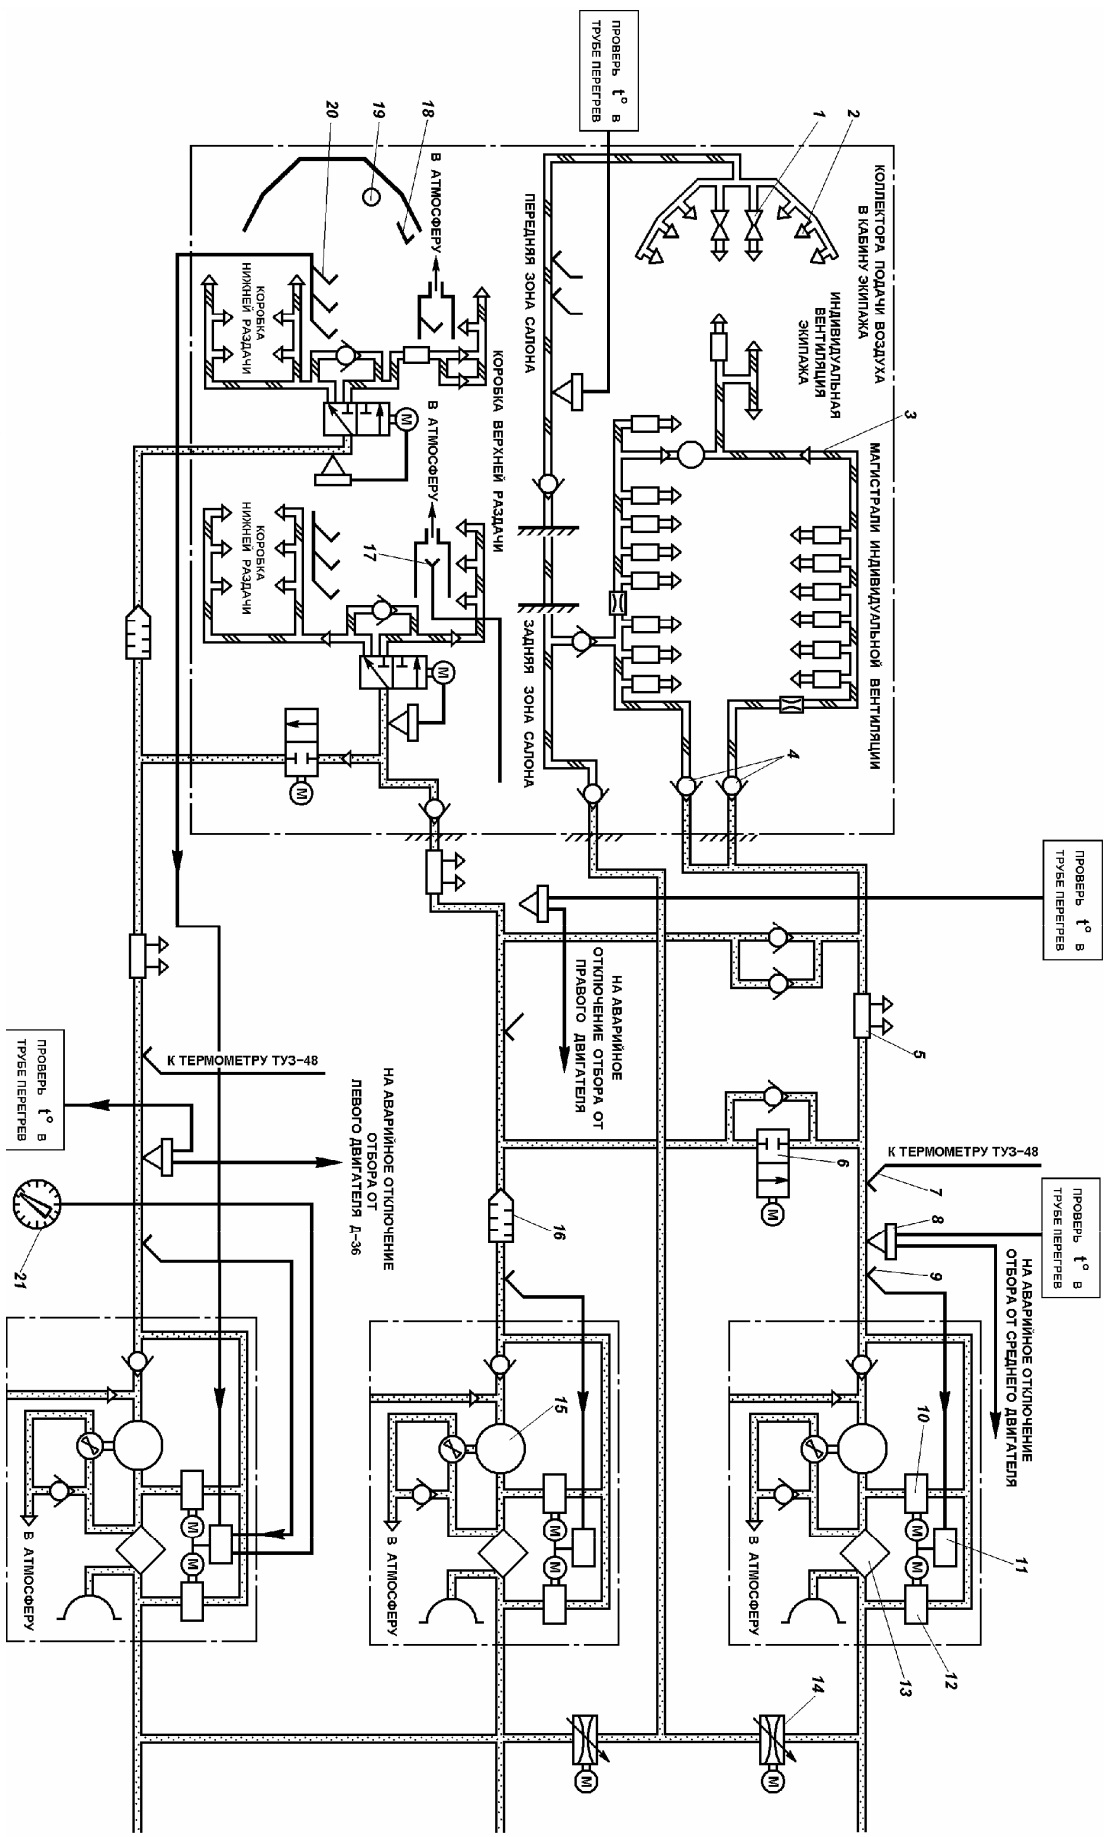 ПРОВЕРЬ t° В
ТРУБЕ ПЕРЕГРЕВ
20
19
18
1
2
В АТМОСФЕРУ
ПЕРЕДНЯЯ ЗОНА САЛОНА
КОЛЛЕКТОРА ПОДАЧИ ВОЗДУХА
В КАБИНУ ЭКИПАЖА
ИНДИВИДУАЛЬНАЯ
ВЕНТИЛЯЦИЯ
ЭКИПАЖА
КОРОБКА
НИЖНЕЙ РАЗДАЧИ
КОРОБКА ВЕРХНЕЙ РАЗДАЧИ
3
МАГИСТРАЛИ ИНДИВИДУАЛЬНОЙ ВЕНТИЛЯЦИИ
М
В АТМОСФЕРУ
17
КОРОБКА
НИЖНЕЙ РАЗДАЧИ
ЗАДНЯЯ ЗОНА САЛОНА
М
М
4
ПРОВЕРЬ t° В
ТРУБЕ ПЕРЕГРЕВ
НА АВАРИЙНОЕ
ОТКЛЮЧЕНИЕ ОТБОРА ОТ
ПРАВОГО ДВИГАТЕЛЯ
5
К ТЕРМОМЕТРУ ТУЗ-48
ПРОВЕРЬ t° В
ТРУБЕ ПЕРЕГРЕВ
НА АВАРИЙНОЕ ОТКЛЮЧЕНИЕ
ОТБОРА ОТ
ЛЕВОГО ДВИГАТЕЛЯ Д-36
6
М
К ТЕРМОМЕТРУ ТУЗ-48
7
8
9
ПРОВЕРЬ t° В
ТРУБЕ ПЕРЕГРЕВ
НА АВАРИЙНОЕ ОТКЛЮЧЕНИЕ
ОТБОРА ОТ СРЕДНЕГО ДВИГАТЕЛЯ
16
21
15
10
11
М
М
М
М
М
М
В АТМОСФЕРУ
В АТМОСФЕРУ
В АТМОСФЕРУ
12
13
14
М
М